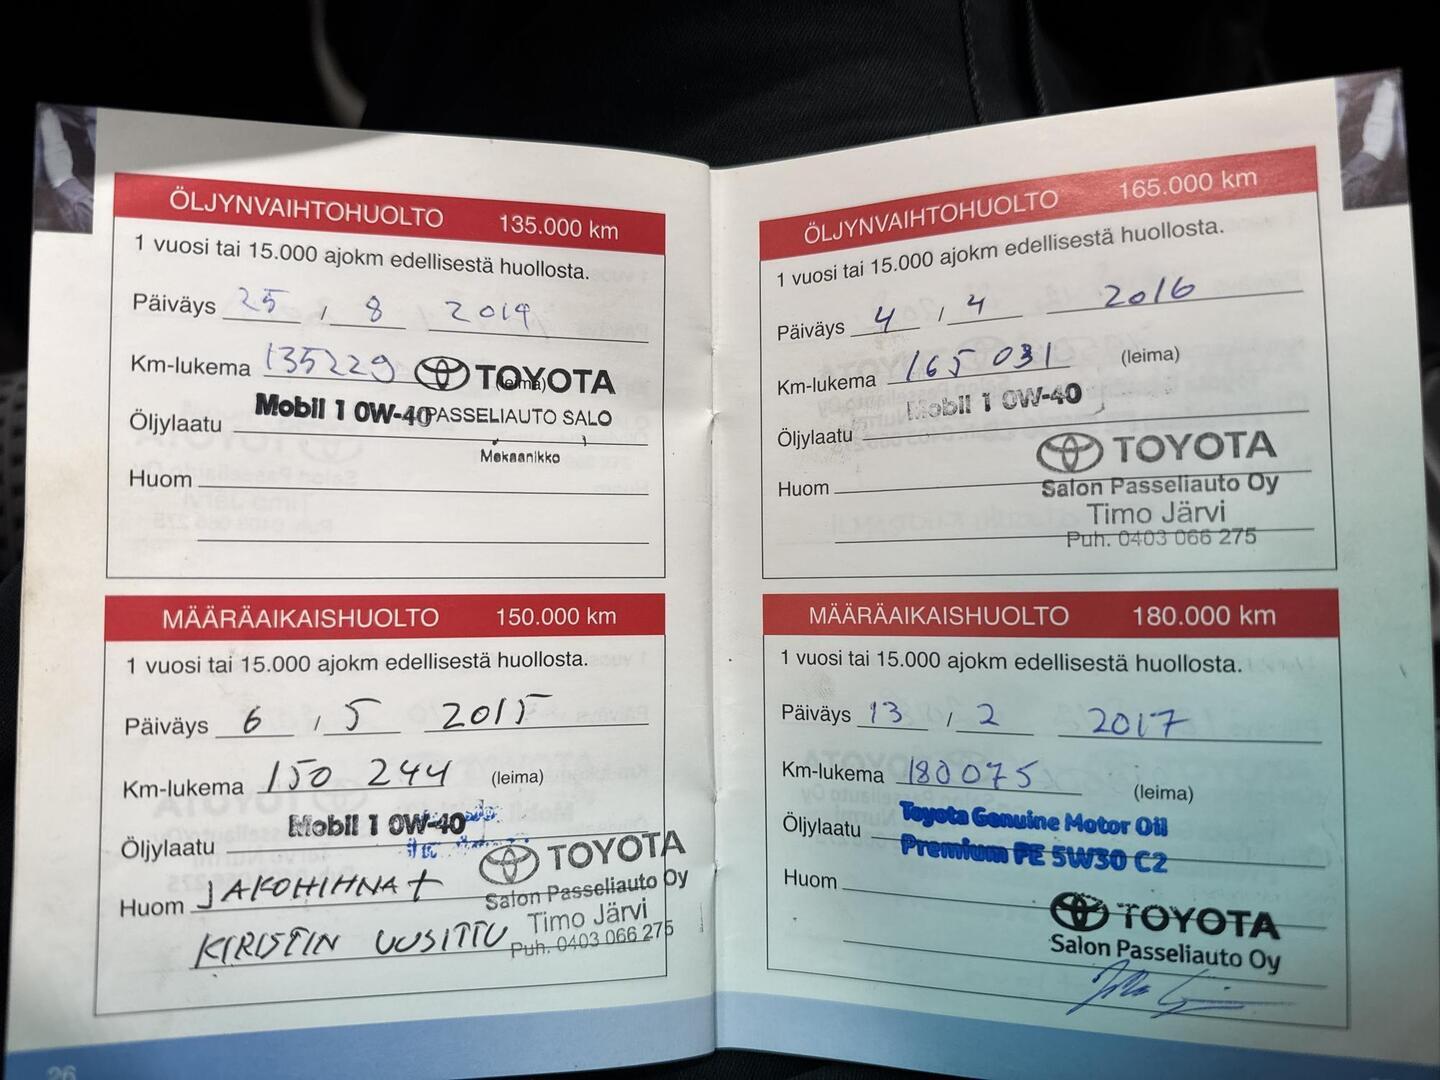 ÖLJYNVAIHTOHUOLTO 135.000 km
1 vuosi tai 15.000 ajokm edellisestä huollosta.
Päiväys 25 , 8 2014
Km-lukema 135229 (leima)
TOYOTA
Öljylaatu Mobil 1 0W-40
PASSELIAUTO SALO
Mekaanikko
Huom
MÄÄRÄAIKAISHUOLTO 150.000 km
1 vuosi tai 15.000 ajokm edellisestä huollosta.
Päiväys 6 , 5 2015
Km-lukema 150 244 (leima)
Öljylaatu Mobil 1 0W-40
Huom JAKOHIHNA +
KIRISTIN UUSITTU
TOYOTA
Salon Passeliauto Oy
Timo Järvi
Puh. 0403 066 275
26
ÖLJYNVAIHTOHUOLTO 165.000 km
1 vuosi tai 15.000 ajokm edellisestä huollosta.
Päiväys 4 , 4 2016
Km-lukema 165 031 (leima)
Öljylaatu Mobil 1 0W-40
Huom
TOYOTA
Salon Passeliauto Oy
Timo Järvi
Puh. 0403 066 275
MÄÄRÄAIKAISHUOLTO 180.000 km
1 vuosi tai 15.000 ajokm edellisestä huollosta.
Päiväys 13 , 2 2017
Km-lukema 180075 (leima)
Öljylaatu Toyota Genuine Motor Oil
Premium FE 5W30 C2
Huom
TOYOTA
Salon Passeliauto Oy